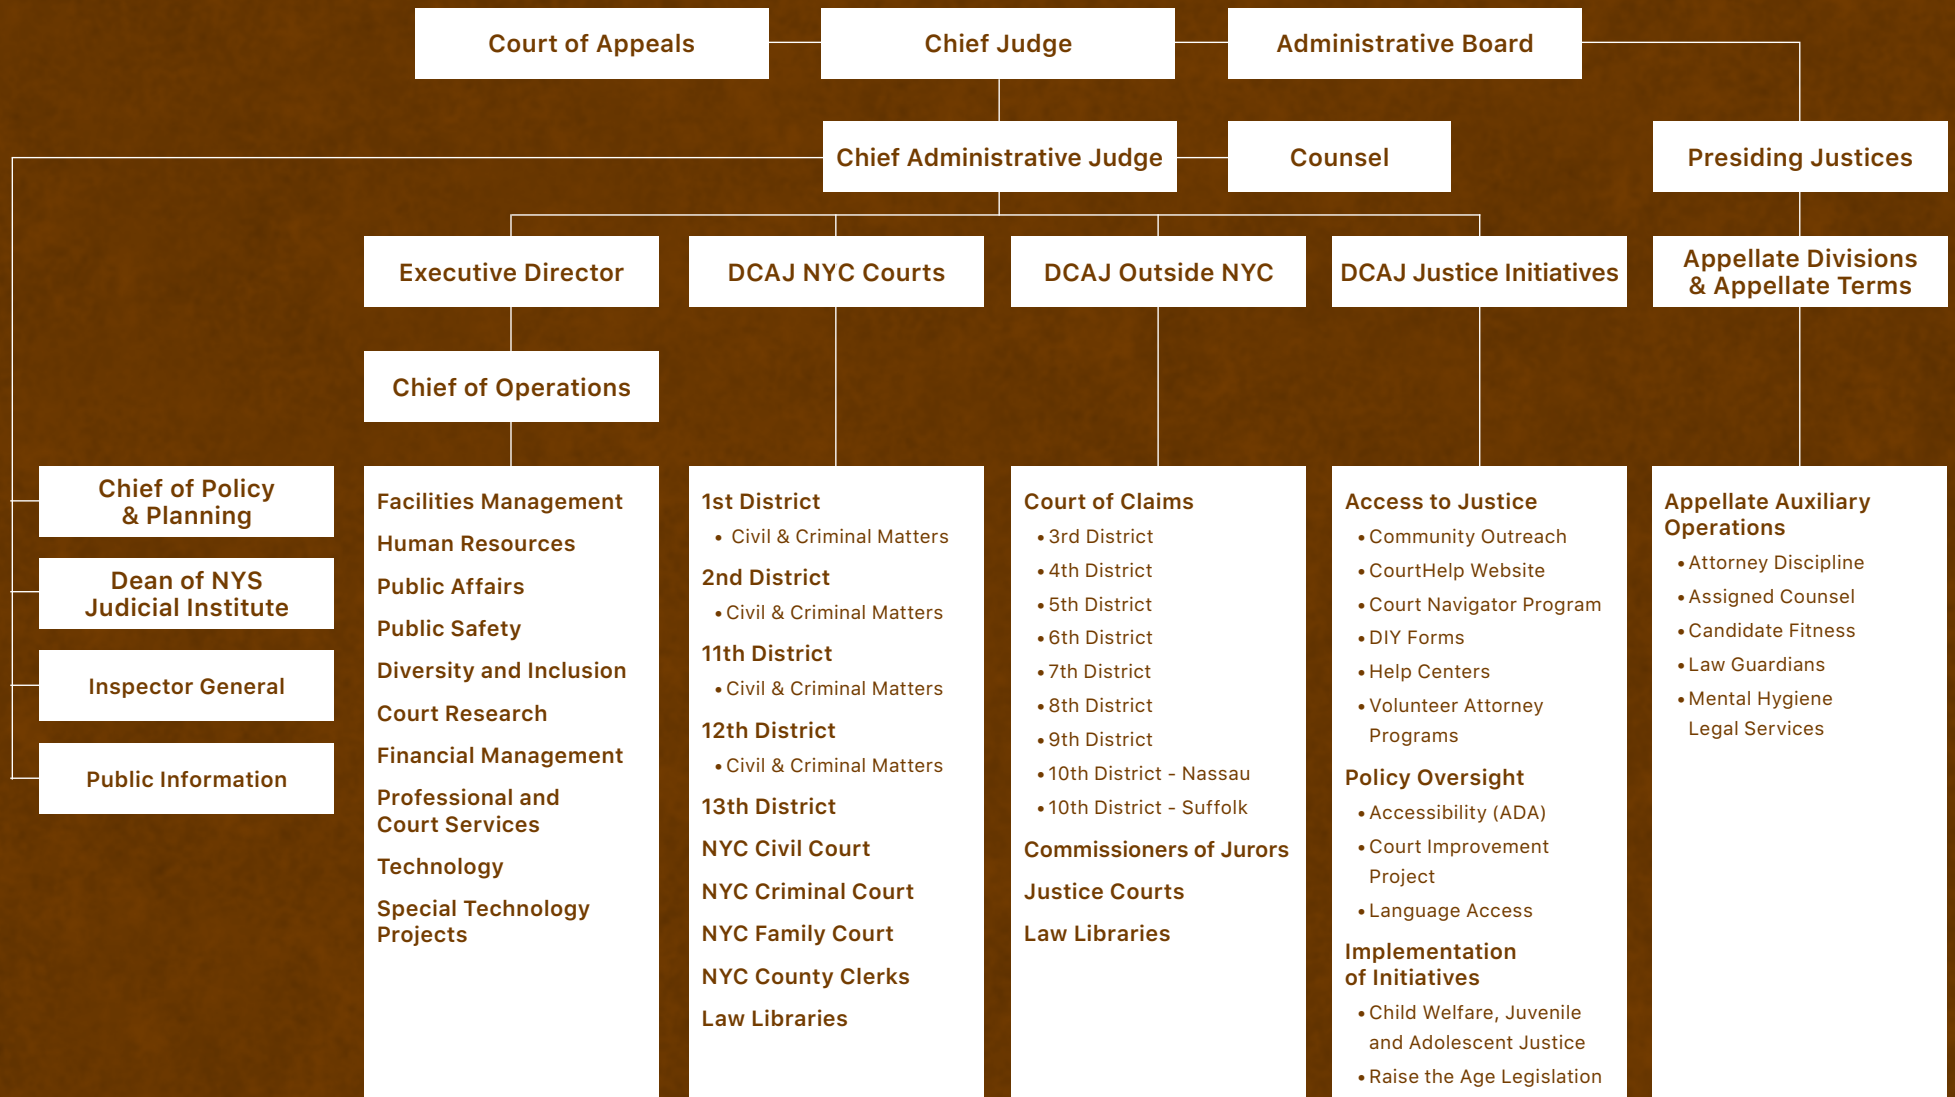 Court of Appeals
Chief Judge
Administrative Board
Chief Administrative Judge
Counsel
Presiding Justices
Executive Director
DCAJ NYC Courts
DCAJ Outside NYC
DCAJ Justice Initiatives
Appellate Divisions
& Appellate Terms
Chief of Operations
Chief of Policy
& Planning
Dean of NYS
Judicial Institute
Inspector General
Public Information
Facilities Management
Human Resources
Public Affairs
Public Safety
Diversity and Inclusion
Court Research
Financial Management
Professional and
Court Services
Technology
Special Technology
Projects
1st District
• Civil & Criminal Matters
2nd District
• Civil & Criminal Matters
11th District
• Civil & Criminal Matters
12th District
• Civil & Criminal Matters
13th District
NYC Civil Court
NYC Criminal Court
NYC Family Court
NYC County Clerks
Law Libraries
Court of Claims
• 3rd District
• 4th District
• 5th District
• 6th District
• 7th District
• 8th District
• 9th District
• 10th District - Nassau
• 10th District - Suffolk
Commissioners of Jurors
Justice Courts
Law Libraries
Access to Justice
• Community Outreach
• CourtHelp Website
• Court Navigator Program
• DIY Forms
• Help Centers
• Volunteer Attorney
Programs
Policy Oversight
• Accessibility (ADA)
• Court Improvement
Project
• Language Access
Implementation
of Initiatives
• Child Welfare, Juvenile
and Adolescent Justice
• Raise the Age Legislation
Appellate Auxiliary
Operations
• Attorney Discipline
• Assigned Counsel
• Candidate Fitness
• Law Guardians
• Mental Hygiene
Legal Services